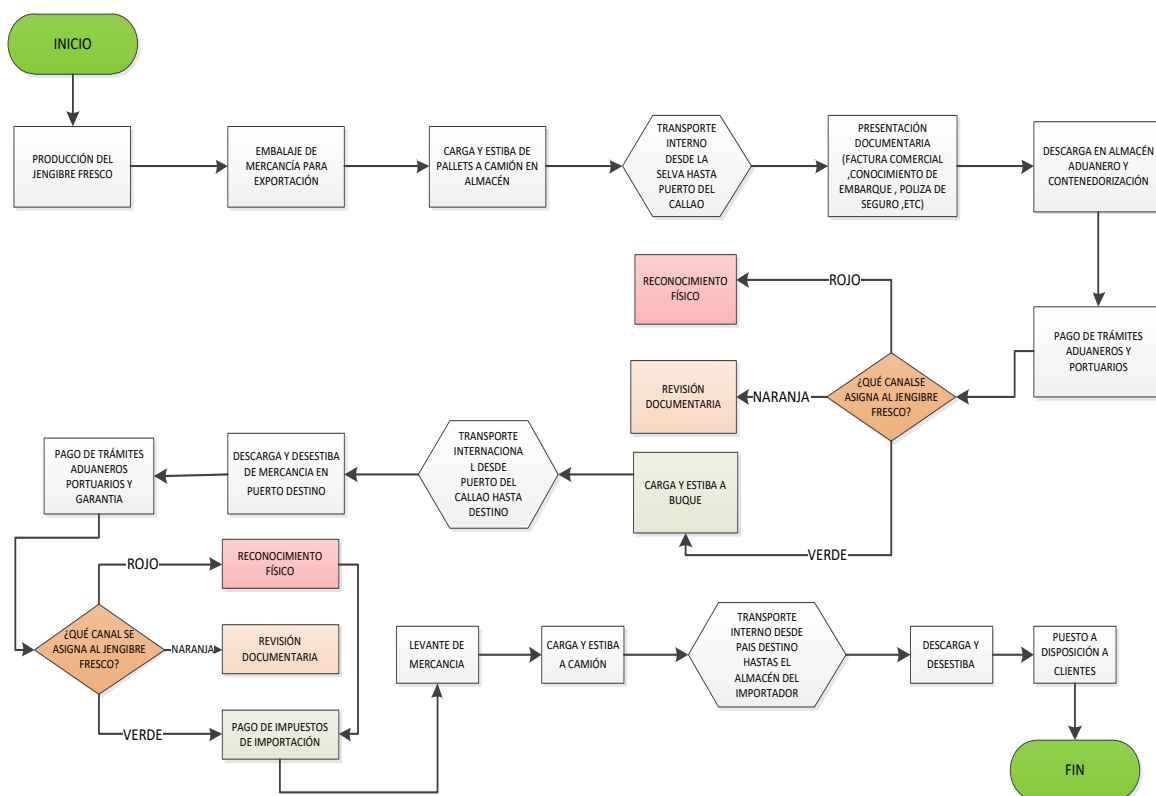 INICIO
PRODUCCIÓN DEL
JENGIBRE FRESCO
EMBALAJE DE
MERCANCÍA PARA
EXPORTACIÓN
CARGA Y ESTIBA DE
PALLETS A CAMIÓN EN
ALMACÉN
TRANSPORTE
INTERNO
DESDE LA
SELVA HASTA
PUERTO DEL
CALLAO
PRESENTACIÓN
DOCUMENTARIA
(FACTURA COMERCIAL
,CONOCIMIENTO DE
EMBARQUE , POLIZA DE
SEGURO ,ETC)
DESCARGA EN ALMACÉN
ADUANERO Y
CONTENEDORIZACIÓN
PAGO DE TRÁMITES
ADUANEROS Y
PORTUARIOS
¿QUÉ CANALSE
ASIGNA AL JENGIBRE
FRESCO?
ROJO
RECONOCIMIENTO
FÍSICO
NARANJA
REVISIÓN
DOCUMENTARIA
VERDE
CARGA Y ESTIBA A
BUQUE
TRANSPORTE
INTERNACIONA
L DESDE
PUERTO DEL
CALLAO HASTA
DESTINO
DESCARGA Y DESESTIBA
DE MERCANCIA EN
PUERTO DESTINO
PAGO DE TRÁMITES
ADUANEROS
PORTUARIOS Y
GARANTIA
¿QUÉ CANAL SE
ASIGNA AL JENGIBRE
FRESCO?
ROJO
RECONOCIMIENTO
FÍSICO
NARANJA
REVISIÓN
DOCUMENTARIA
VERDE
PAGO DE IMPUESTOS
DE IMPORTACIÓN
LEVANTE DE
MERCANCIA
CARGA Y ESTIBA
A CAMIÓN
TRANSPORTE
INTERNO DESDE
PAIS DESTINO
HASTAS EL
ALMACÉN DEL
IMPORTADOR
DESCARGA Y
DESESTIBA
PUESTO A
DISPOSICIÓN A
CLIENTES
FIN